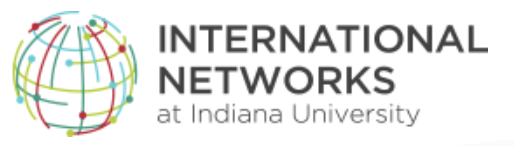 INTERNATIONAL
NETWORKS
at Indiana University